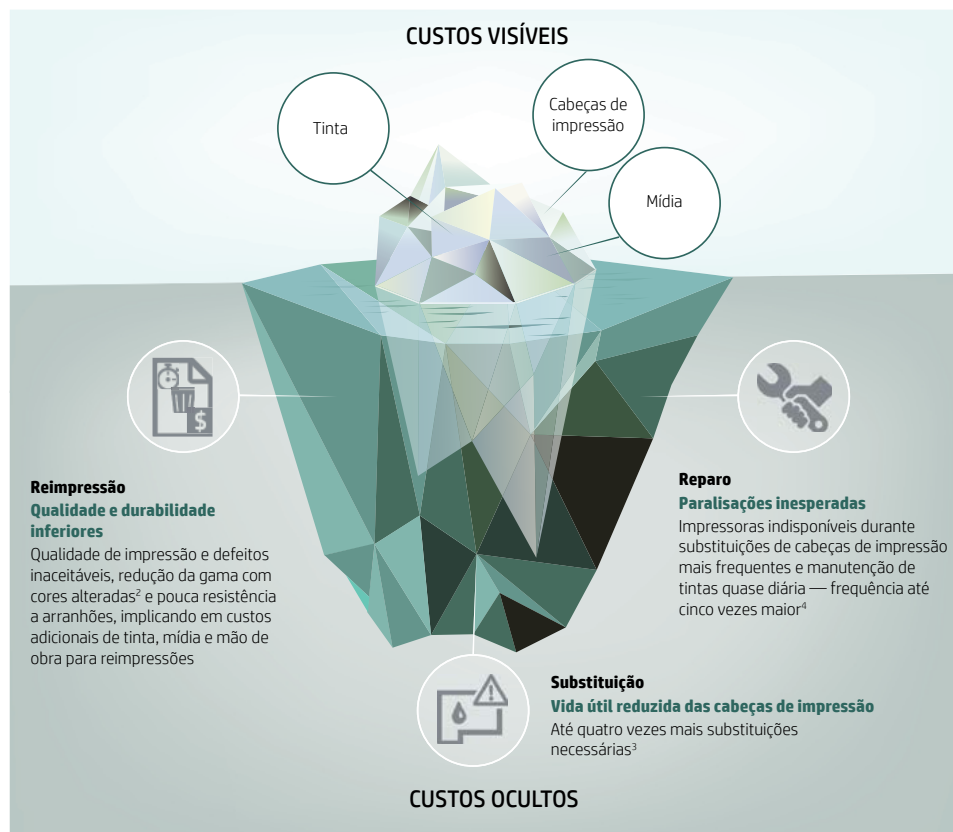 CUSTOS VISÍVEIS
Tinta
Cabeças de
impressão
Mídia
$
Reimpressão
Qualidade e durabilidade
inferiores
Qualidade de impressão e defeitos
inaceitáveis, redução da gama com
cores alteradas² e pouca resistência
a arranhões, implicando em custos
adicionais de tinta, mídia e mão de
obra para reimpressões
Reparo
Paralisações inesperadas
Impressoras indisponíveis durante
substituições de cabeças de impressão
mais frequentes e manutenção de
tintas quase diária — frequência até
cinco vezes maior⁴
Substituição
Vida útil reduzida das cabeças de impressão
Até quatro vezes mais substituições
necessárias³
CUSTOS OCULTOS